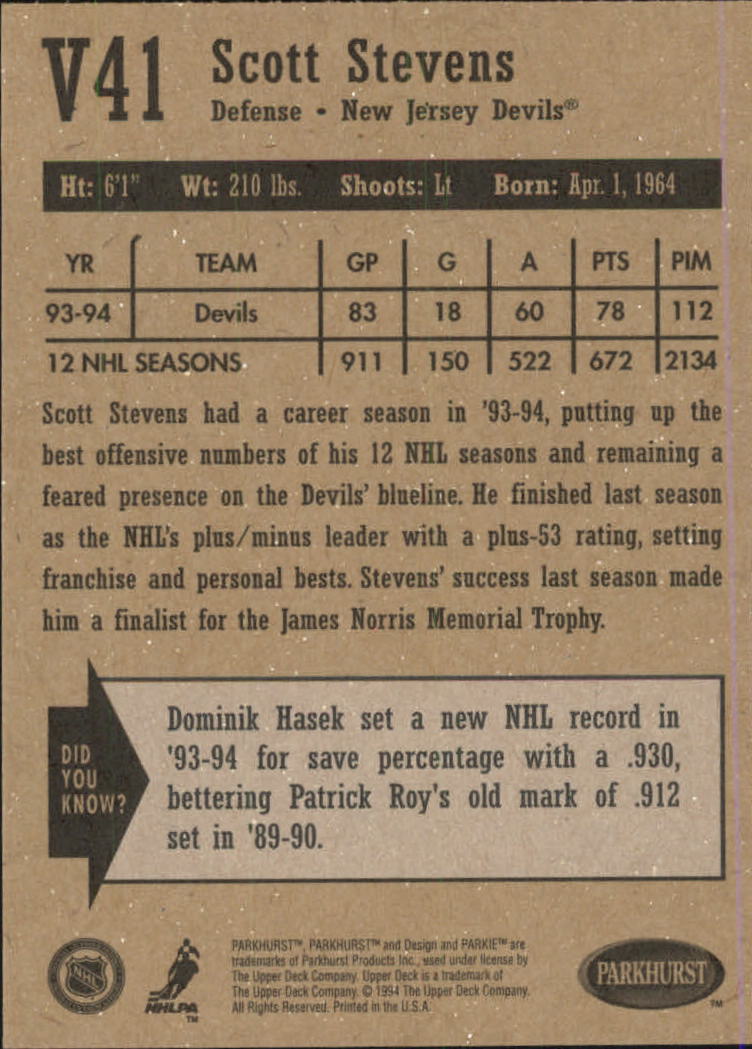 V41
Scott Stevens
Defense • New Jersey Devils®
Ht: 6'1" Wt: 210 lbs. Shoots: Lt Born: Apr. 1, 1964
YR TEAM GP G A PTS PIM
93-94 Devils 83 18 60 78 112
12 NHL SEASONS 911 150 522 672 2134
Scott Stevens had a career season in '93-94, putting up the
best offensive numbers of his 12 NHL seasons and remaining a
feared presence on the Devils' blueline. He finished last season
as the NHL's plus/minus leader with a plus-53 rating, setting
franchise and personal bests. Stevens' success last season made
him a finalist for the James Norris Memorial Trophy.
DID
YOU
KNOW?
Dominik Hasek set a new NHL record in
'93-94 for save percentage with a .930,
bettering Patrick Roy's old mark of .912
set in '89-90.
NHL
NHLPA
TM
PARKHURST™, PARKHURST™ and Design and PARKIE™ are
trademarks of Parkhurst Products Inc., used under license by
The Upper Deck Company. Upper Deck is a trademark of
The Upper Deck Company. © 1994 The Upper Deck Company.
All Rights Reserved. Printed in the U.S.A.
PARKHURST
TM